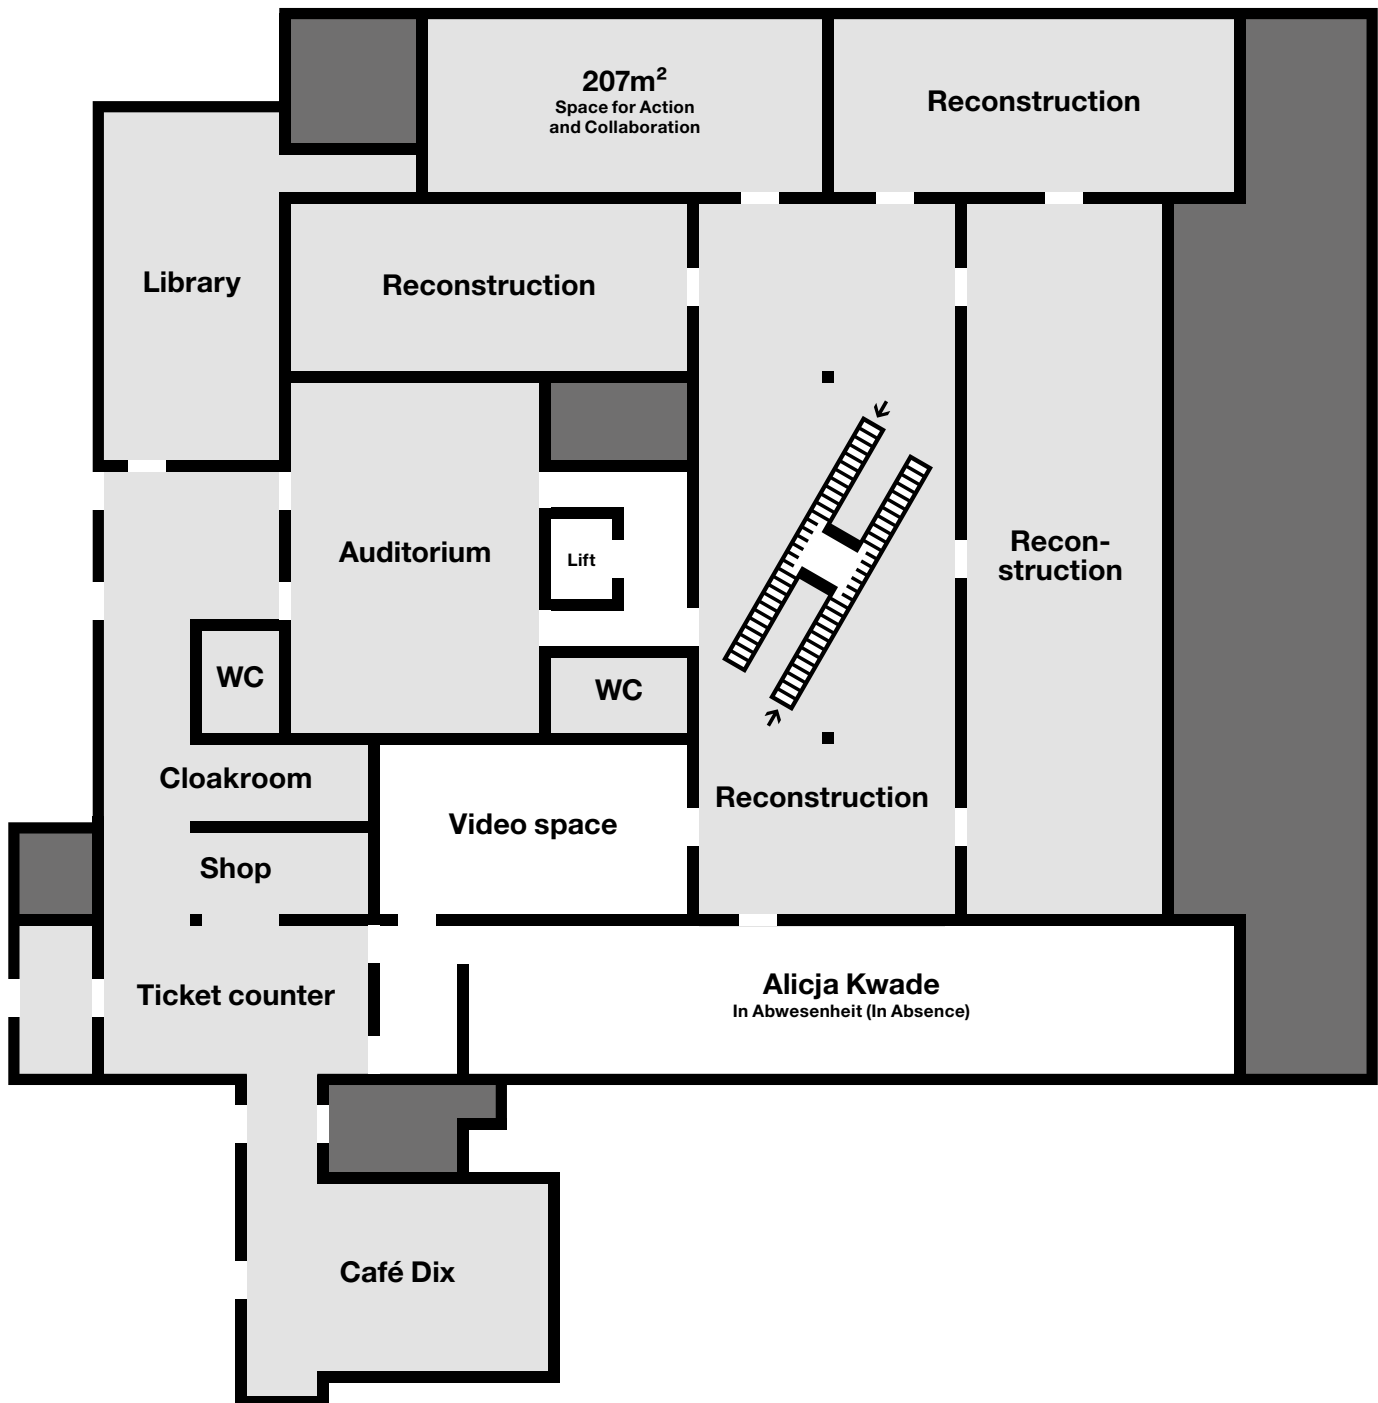 207m²
Space for Action
and Collaboration
Reconstruction
Library
Reconstruction
Auditorium
Lift
Recon-
struction
WC
WC
Cloakroom
Video space
Reconstruction
Shop
Ticket counter
Alicja Kwade
In Abwesenheit (In Absence)
Café Dix